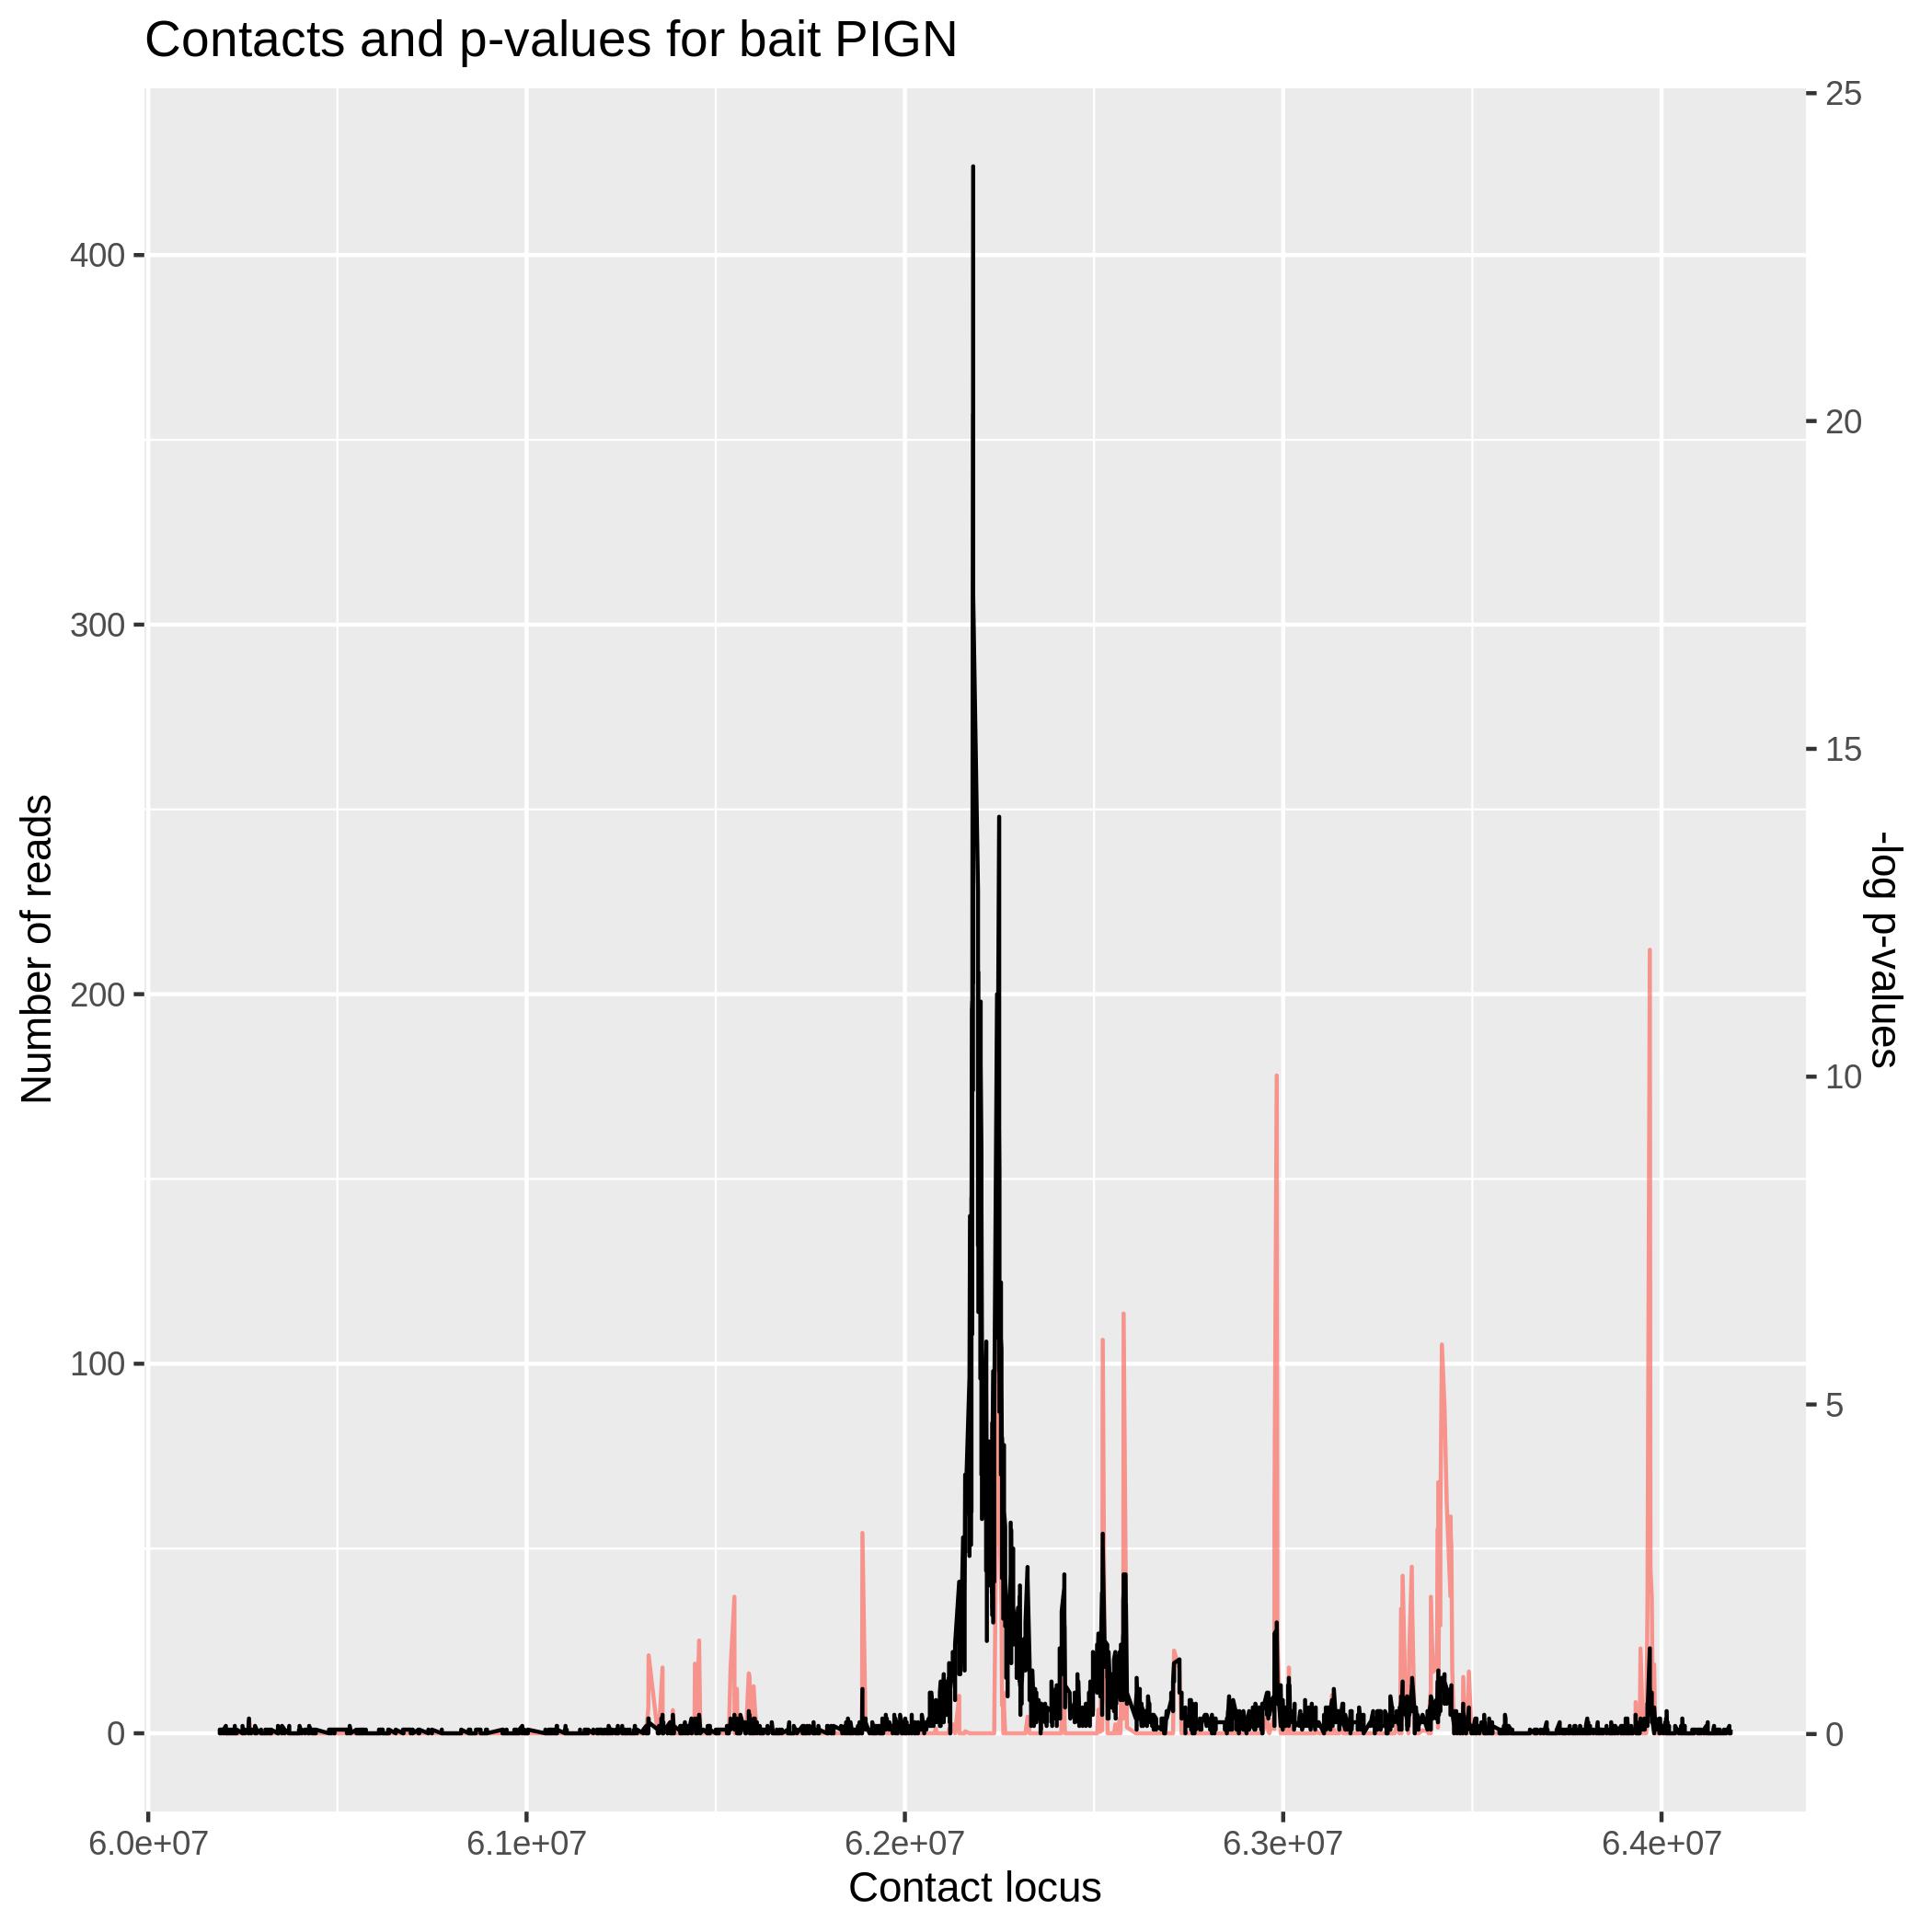 Contacts and p-values for bait PIGN
Number of reads
400
300
200
100
0
25
20
15
10
5
0
-log p-values
6.0e+07
6.1e+07
6.2e+07
6.3e+07
6.4e+07
Contact locus